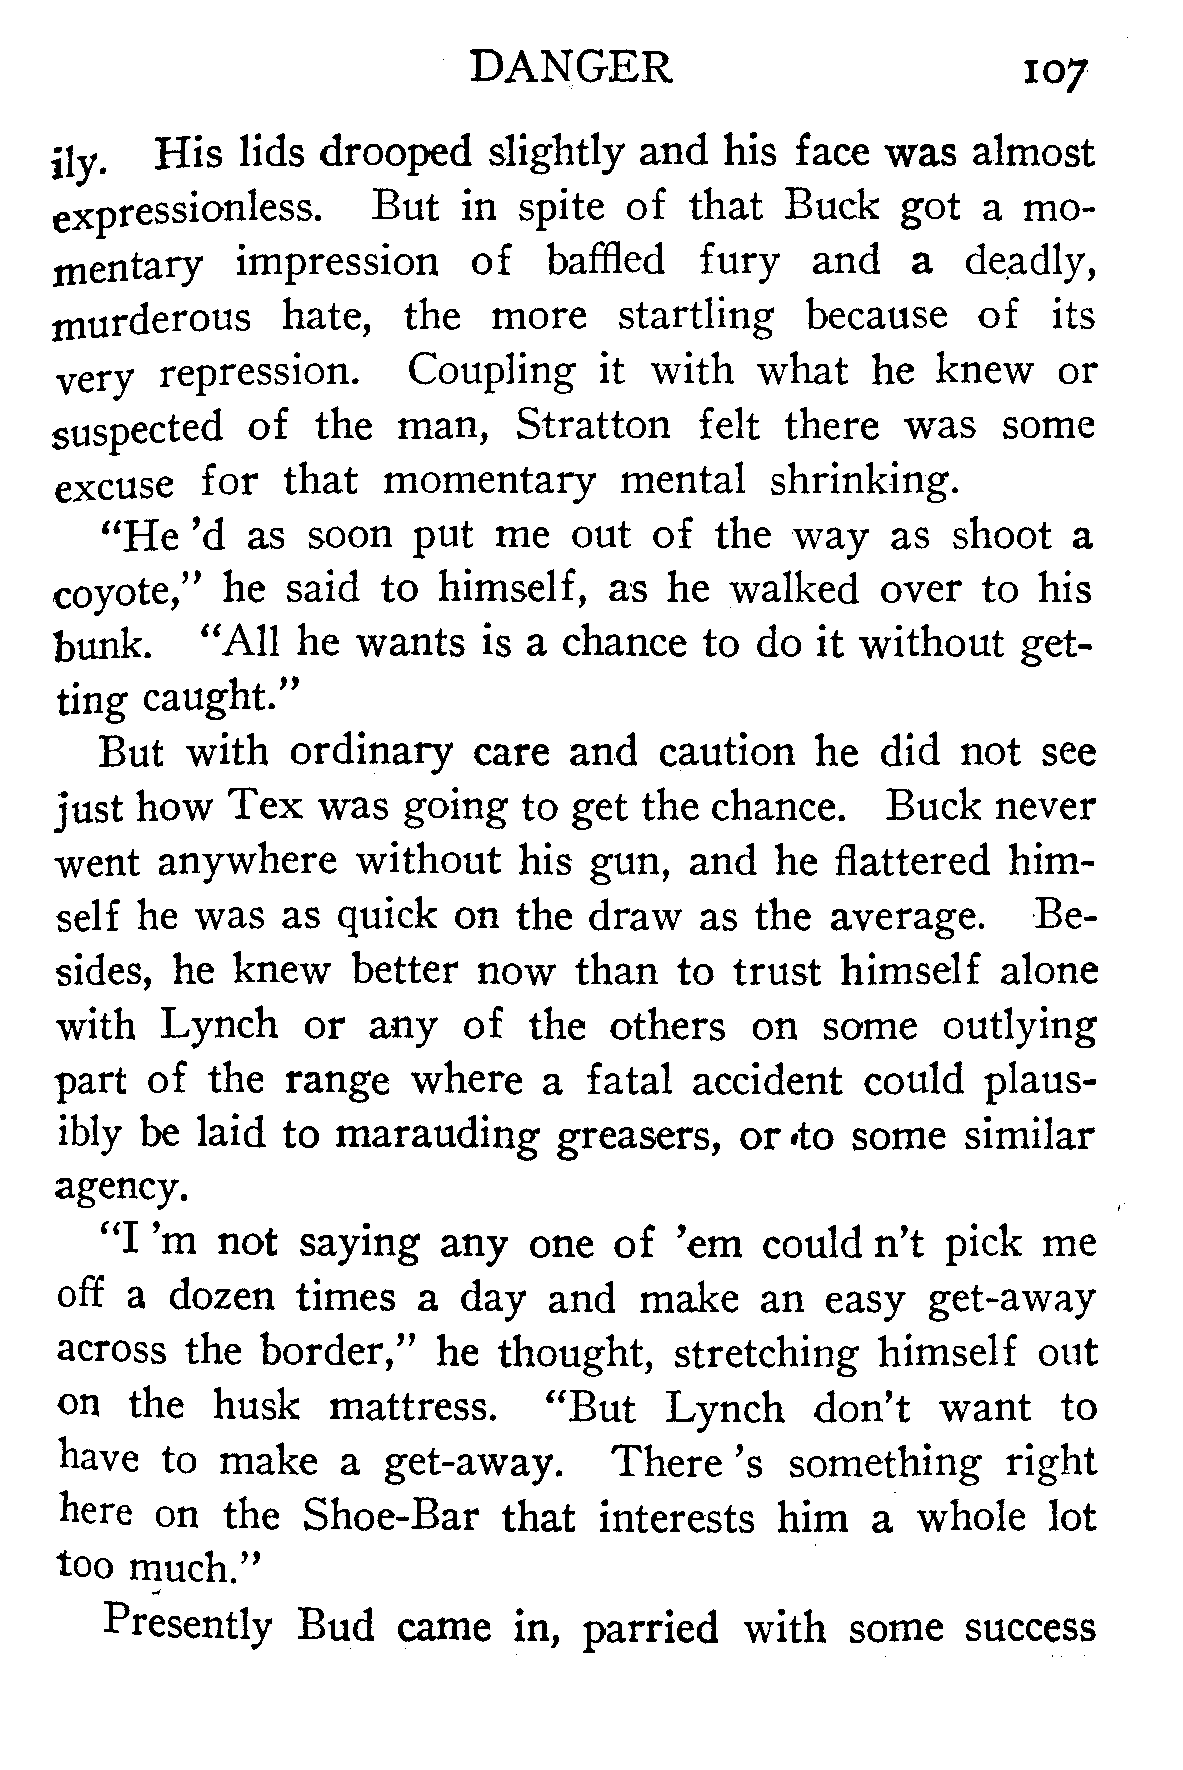 DANGER 107
ily. His lids drooped slightly and his face was almost
expressionless. But in spite of that Buck got a mo-
mentary impression of baffled fury and a deadly,
murderous hate, the more startling because of its
very repression. Coupling it with what he knew or
suspected of the man, Stratton felt there was some
excuse for that momentary mental shrinking.
“He ’d as soon put me out of the way as shoot a
coyote,” he said to himself, as he walked over to his
bunk. “All he wants is a chance to do it without get-
ting caught.”
But with ordinary care and caution he did not see
just how Tex was going to get the chance. Buck never
went anywhere without his gun, and he flattered him-
self he was as quick on the draw as the average. Be-
sides, he knew better now than to trust himself alone
with Lynch or any of the others on some outlying
part of the range where a fatal accident could plaus-
ibly be laid to marauding greasers, or to some similar
agency.
“I ’m not saying any one of ’em could n’t pick me
off a dozen times a day and make an easy get-away
across the border,” he thought, stretching himself out
on the husk mattress. “But Lynch don’t want to
have to make a get-away. There ’s something right
here on the Shoe-Bar that interests him a whole lot
too much.”
Presently Bud came in, parried with some success